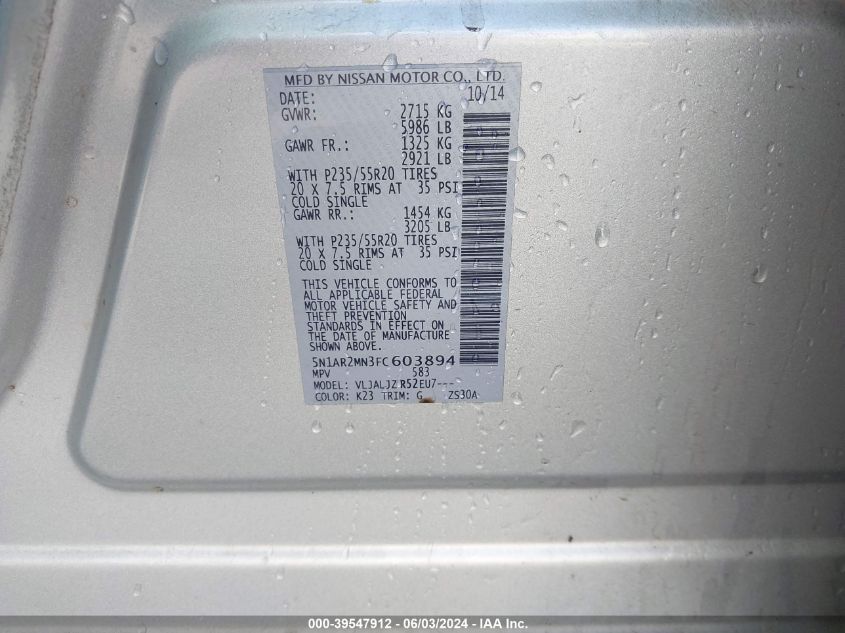 MFD BY NISSAN MOTOR CO., LTD.
DATE: 10/14
GVWR: 2715 KG
5986 LB
GAWR FR.: 1325 KG
2921 LB
WITH P235/55R20 TIRES
20 X 7.5 RIMS AT 35 PSI
COLD SINGLE
GAWR RR.: 1454 KG
3205 LB
WITH P235/55R20 TIRES
20 X 7.5 RIMS AT 35 PSI
COLD SINGLE
THIS VEHICLE CONFORMS TO
ALL APPLICABLE FEDERAL
MOTOR VEHICLE SAFETY AND
THEFT PREVENTION
STANDARDS IN EFFECT ON
THE DATE OF MANUFACTURE
SHOWN ABOVE.
5N1AR2MN3FC603894
MPV 583
MODEL: VLJALJZ R52EU7---
COLOR: K23 TRIM: G ZS30A
000-39547912 - 06/03/2024 - IAA Inc.